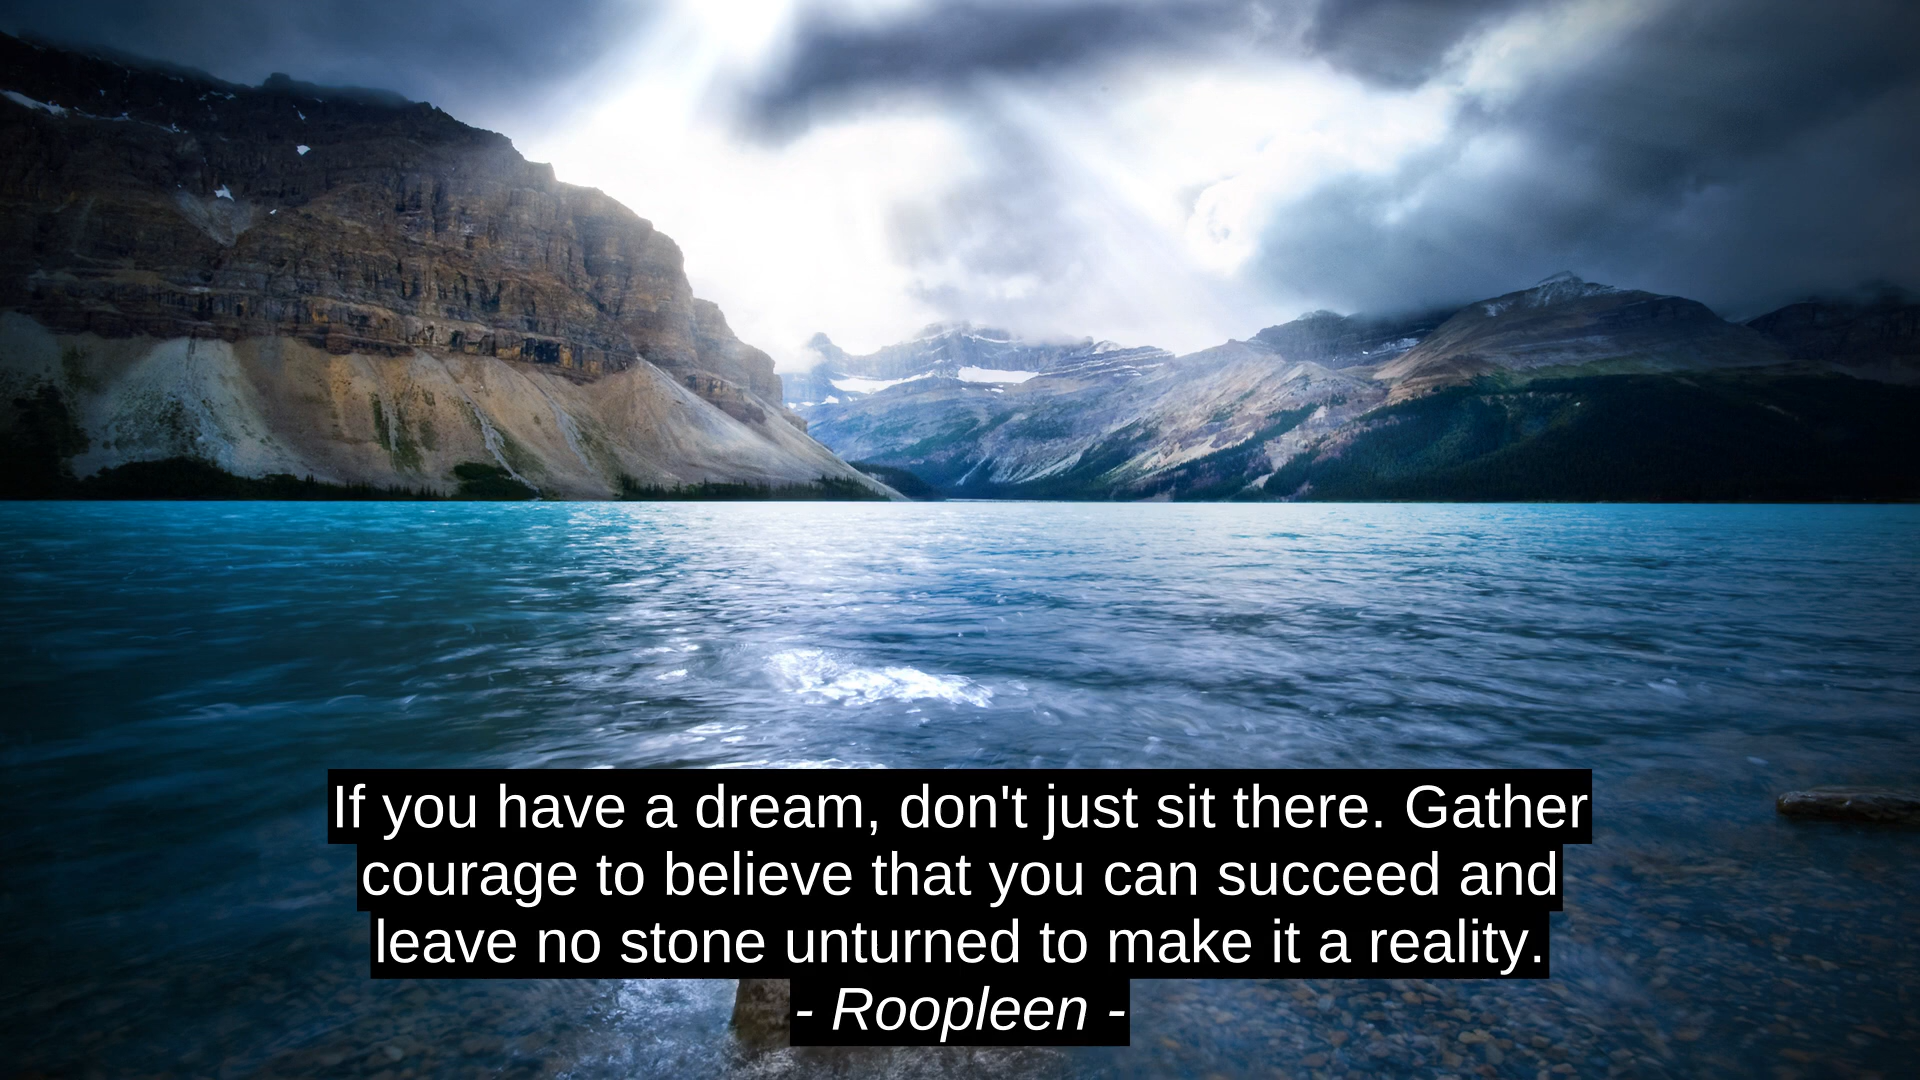 If you have a dream, don't just sit there. Gather
courage to believe that you can succeed and
leave no stone unturned to make it a reality.
- Roopleen -